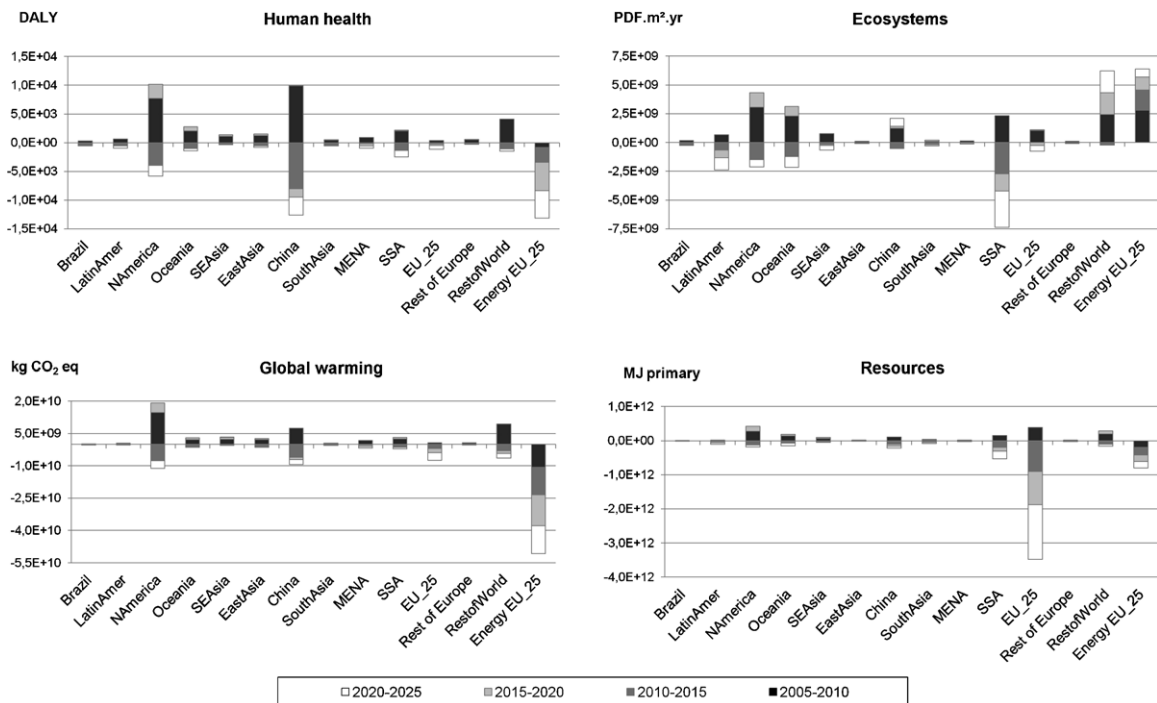 DALY
Human health
1,5E+04
1,0E+04
5,0E+03
0,0E+00
-5,0E+03
-1,0E+04
-1,5E+04
Brazil
LatinAmer
NAmerica
Oceania
SEAsia
EastAsia
China
SouthAsia
MENA
SSA
EU_25
Rest of Europe
RestofWorld
Energy EU_25
PDF.m².yr
Ecosystems
7,5E+09
5,0E+09
2,5E+09
0,0E+00
-2,5E+09
-5,0E+09
-7,5E+09
Brazil
LatinAmer
NAmerica
Oceania
SEAsia
EastAsia
China
SouthAsia
MENA
SSA
EU_25
Rest of Europe
RestofWorld
Energy EU_25
kg CO₂ eq
Global warming
2,0E+10
5,0E+09
-1,0E+10
-2,5E+10
-4,0E+10
-5,5E+10
Brazil
LatinAmer
NAmerica
Oceania
SEAsia
EastAsia
China
SouthAsia
MENA
SSA
EU_25
Rest of Europe
RestofWorld
Energy EU_25
MJ primary
Resources
1,0E+12
0,0E+00
-1,0E+12
-2,0E+12
-3,0E+12
-4,0E+12
Brazil
LatinAmer
NAmerica
Oceania
SEAsia
EastAsia
China
SouthAsia
MENA
SSA
EU_25
Rest of Europe
RestofWorld
Energy EU_25
2020-2025 2015-2020 2010-2015 2005-2010